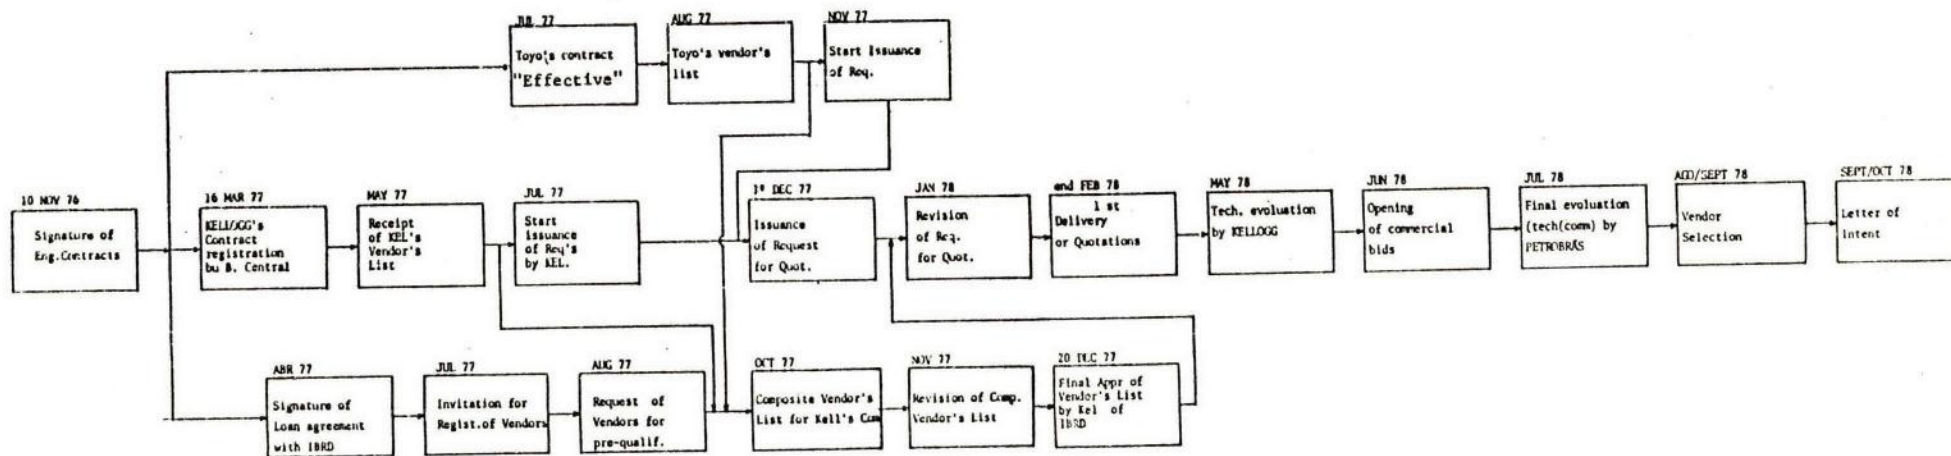 JUL 77
Toyo's contract
"Effective"
AUG 77
Toyo's vendor's
list
NOV 77
Start Issuance
of Req.
10 NOV 76
Signature of
Eng.Contracts
16 MAR 77
KELLOGG's
Contract
registration
bu B. Central
MAY 77
Receipt
of KEL's
Vendor's
List
JUL 77
Start
issuance
of Req's
by KEL.
1º DEC 77
Issuance
of Request
for Quot.
JAN 78
Revision
of Req.
for Quot.
end FEB 78
1 st
Delivery
or Quotations
MAY 78
Tech. evaluation
by KELLOGG
JUN 78
Opening
of commercial
bids
JUL 78
Final evaluation
(tech(comm) by
PETROBRÁS
AGO/SEPT 78
Vendor
Selection
SEPT/OCT 78
Letter of
Intent
ABR 77
Signature of
Loan agreement
with IBRD
JUL 77
Invitation for
Regist.of Vendors
AUG 77
Request of
Vendors for
pre-qualif.
OCT 77
Composite Vendor's
List for Kell's Com
NOV 77
Revision of Comp.
Vendor's List
20 DEC 77
Final Appr of
Vendor's List
by Kel of
IBRD